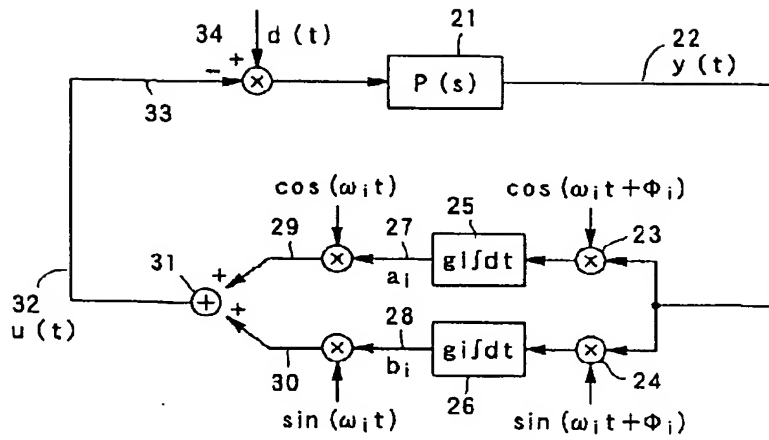 34
+
d (t)
21
22
y (t)
-
P (s)
33
cos (ωᵢt)
cos (ωᵢt+Φᵢ)
29
27
25
23
31
+
aᵢ
gi∫dt
32
u (t)
+
28
30
bᵢ
gi∫dt
24
26
sin (ωᵢt)
sin (ωᵢt+Φᵢ)